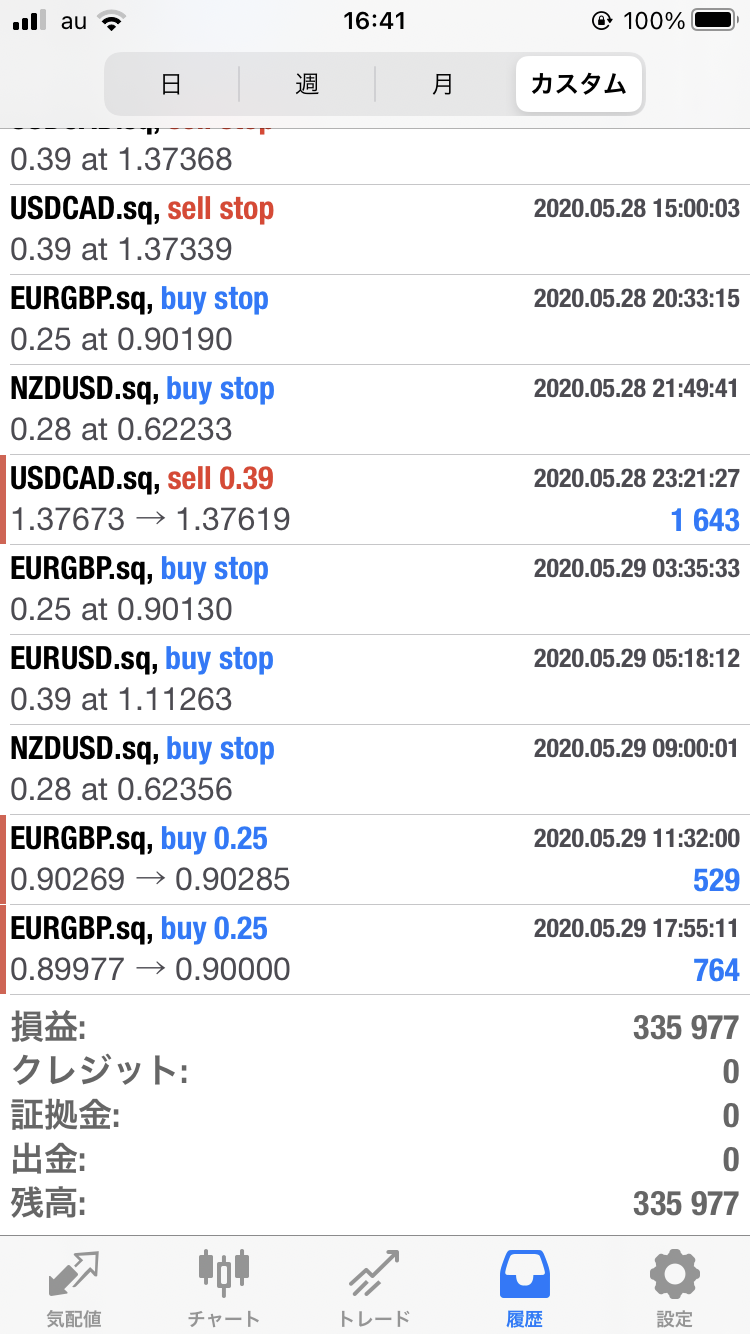 au 16:41 100%
日 週 月 カスタム
0.39 at 1.37368
USDCAD.sq, sell stop 2020.05.28 15:00:03
0.39 at 1.37339
EURGBP.sq, buy stop 2020.05.28 20:33:15
0.25 at 0.90190
NZDUSD.sq, buy stop 2020.05.28 21:49:41
0.28 at 0.62233
USDCAD.sq, sell 0.39 2020.05.28 23:21:27
1.37673 → 1.37619 1 643
EURGBP.sq, buy stop 2020.05.29 03:35:33
0.25 at 0.90130
EURUSD.sq, buy stop 2020.05.29 05:18:12
0.39 at 1.11263
NZDUSD.sq, buy stop 2020.05.29 09:00:01
0.28 at 0.62356
EURGBP.sq, buy 0.25 2020.05.29 11:32:00
0.90269 → 0.90285 529
EURGBP.sq, buy 0.25 2020.05.29 17:55:11
0.89977 → 0.90000 764
損益: 335 977
クレジット: 0
証拠金: 0
出金: 0
残高: 335 977
気配値 チャート トレード 履歴 設定